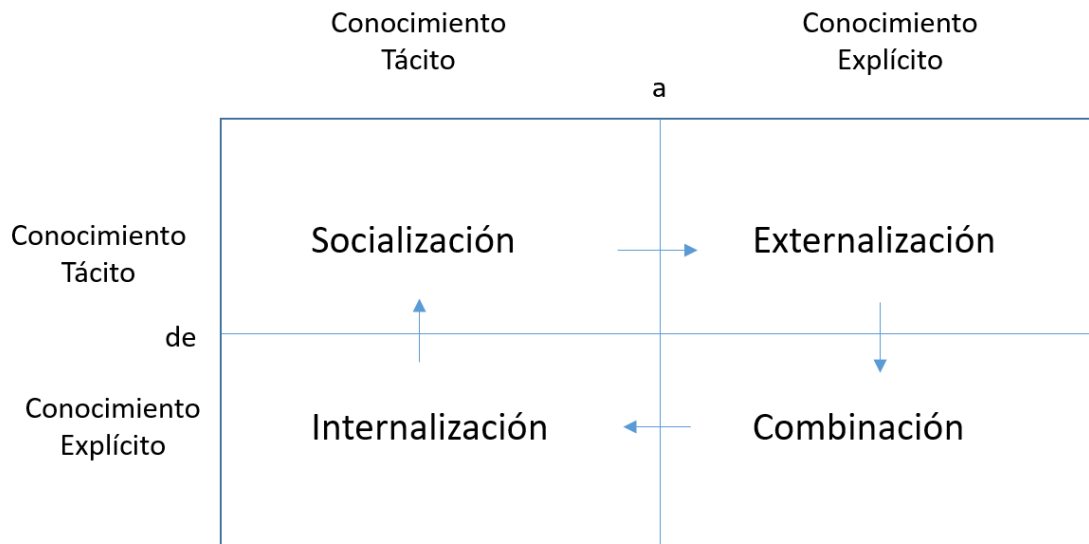 Conocimiento
Tácito
Conocimiento
Explícito
a
Conocimiento
Tácito
Socialización
Externalización
de
Conocimiento
Explícito
Internalización
Combinación